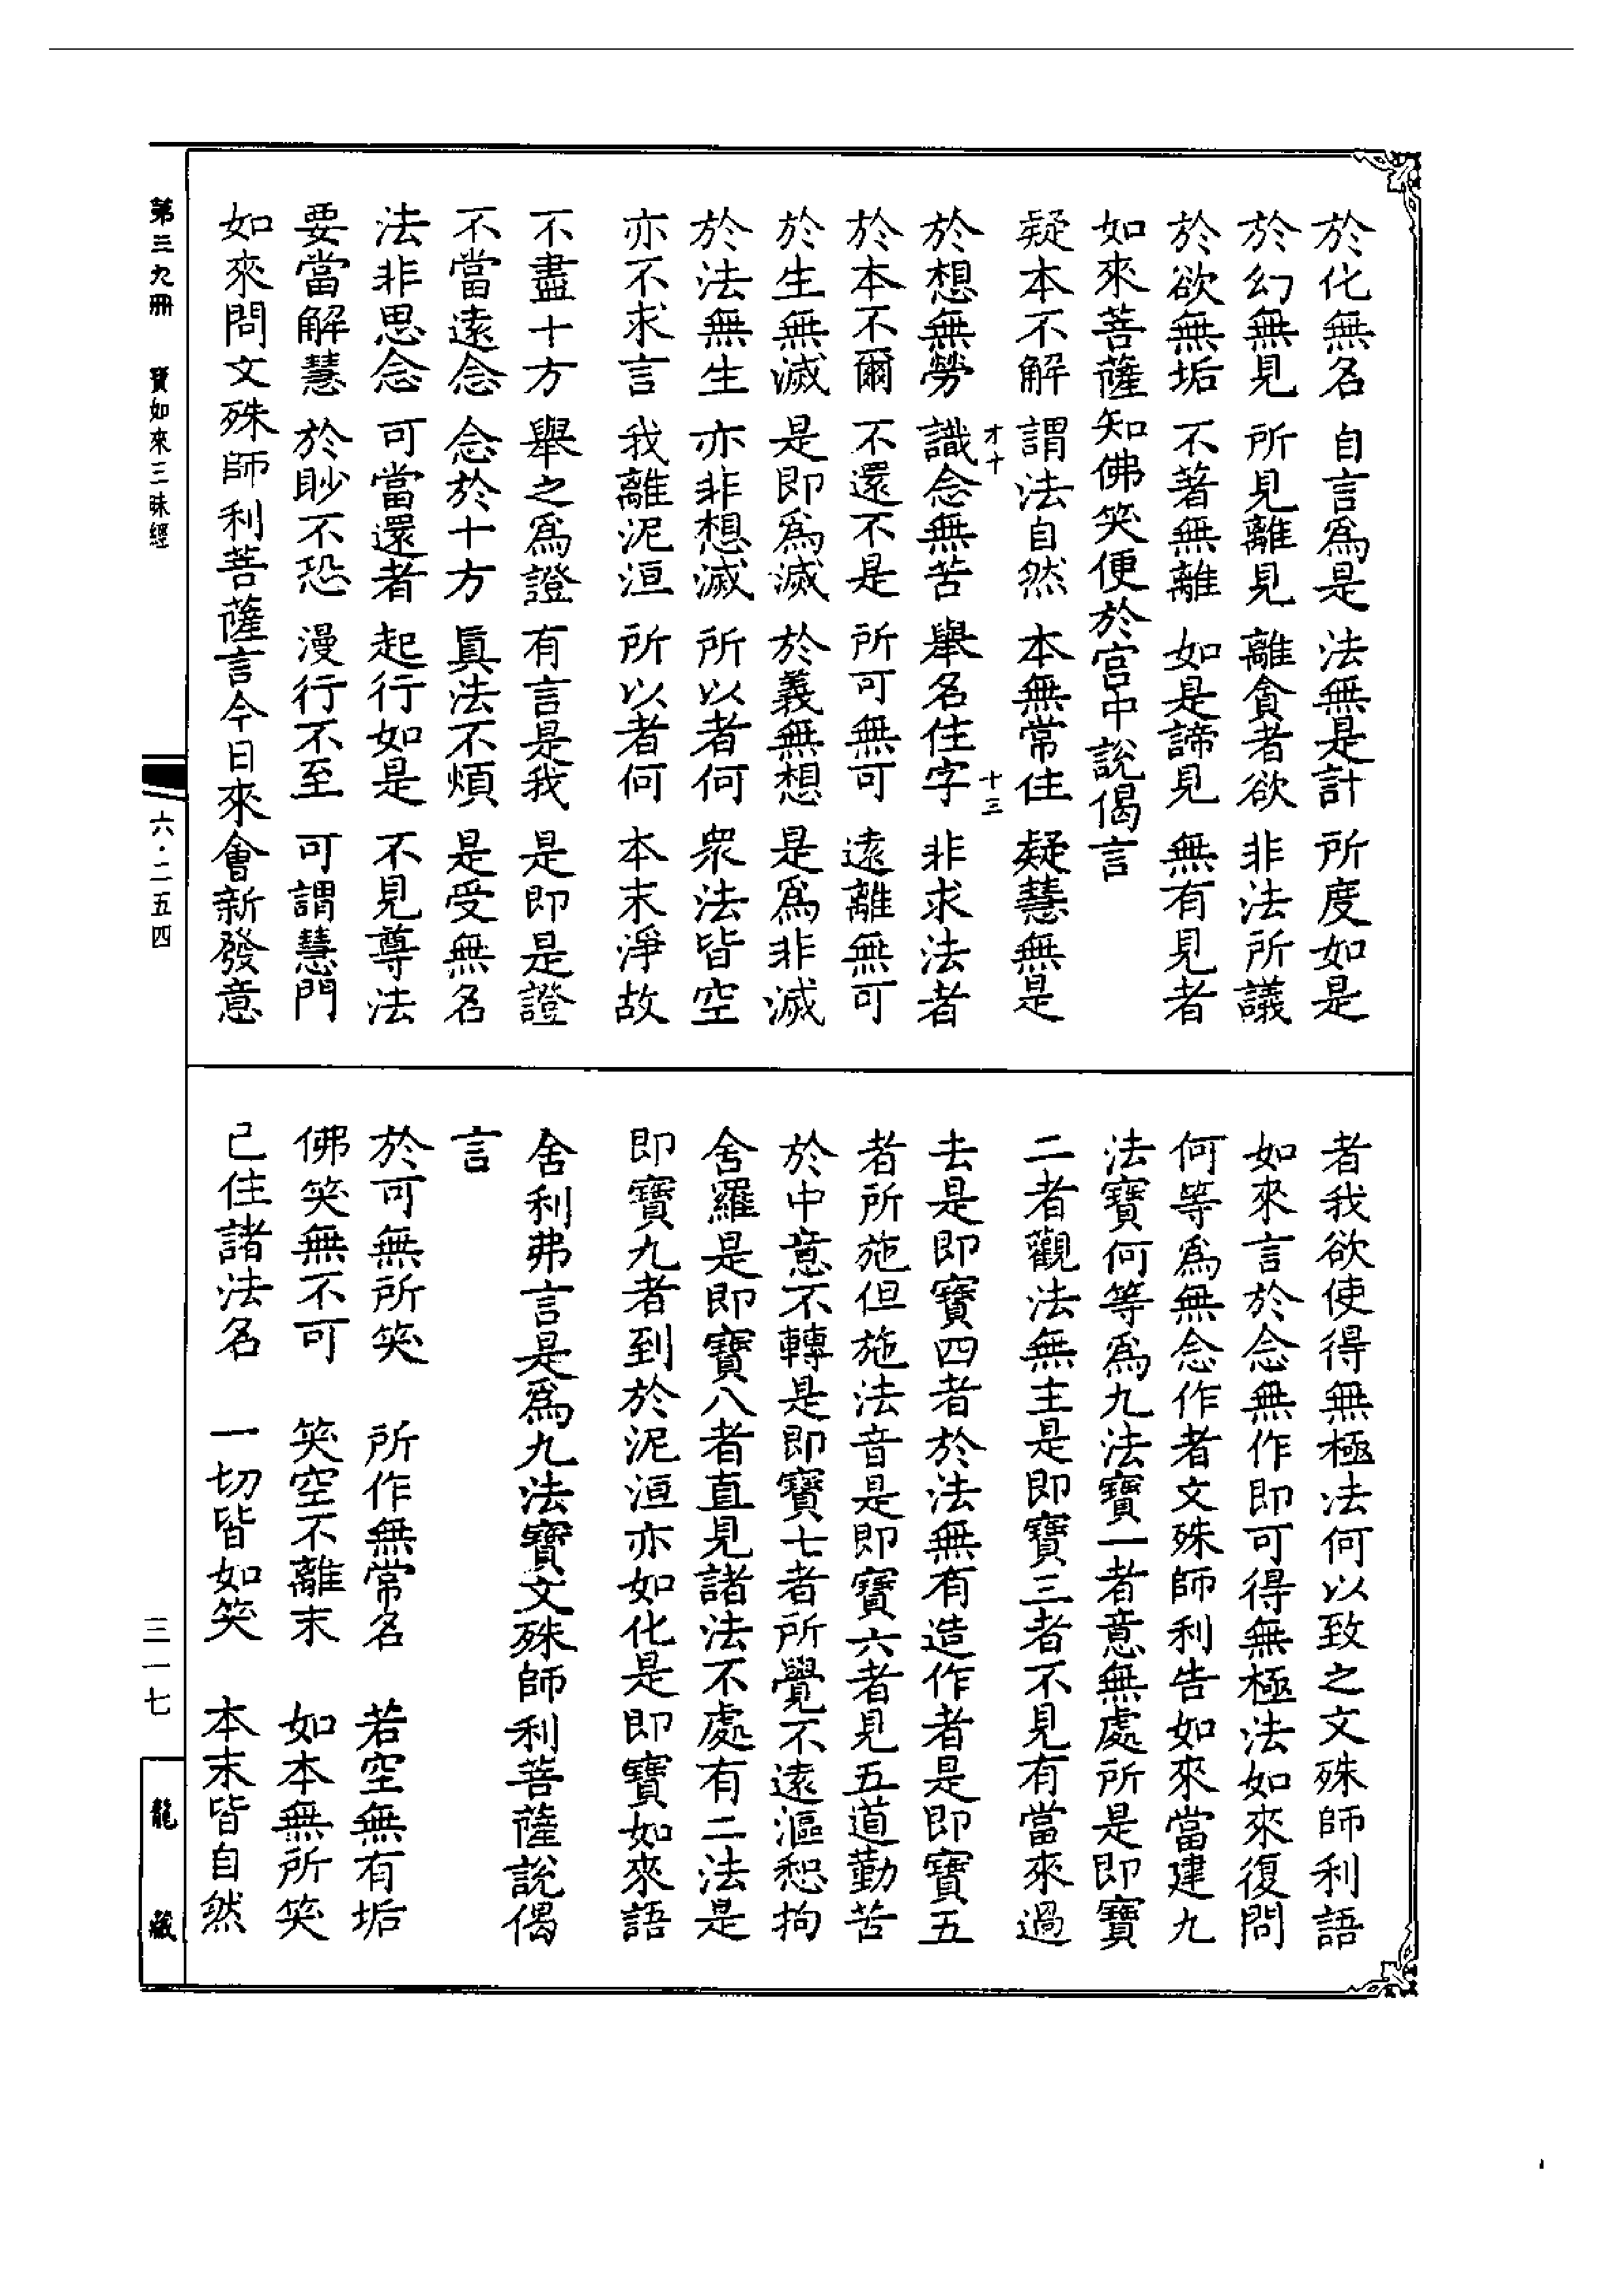 於化無名　自言爲是　法無是計　所度如是
於幻無見　所見離見　離貪者欲　非法所議
於欲無垢　不著無離　如是諦見　無有見者
如來菩薩知佛笑便於宮中說偈言
疑本不解　謂法自然　本無常住　疑慧無是
才十　十三
於想無勞　識念無苦　舉名住字　非求法者
於本不爾　不還不是　所可無可　遠離無可
於生無滅　是即爲滅　於義無想　是爲非滅
於法無生　亦非想滅　所以者何　衆法皆空
亦不求言　我離泥洹　所以者何　本末淨故
不盡十方　舉之爲證　有言是我　是即是證
不當遠念　念於十方　眞法不煩　是受無名
法非思念　可當還者　起行如是　不見尊法
要當解慧　於眇不恐　漫行不至　可謂慧門
如來問文殊師利菩薩言今日來會新發意
者我欲使得無極法何以致之文殊師利語
如來言於念無作即可得無極法如來復問
何等爲無念作者文殊師利告如來當建九
法寶何等爲九法寶一者意無處所是即寶
二者觀法無主是即寶三者不見有當來過
去是即寶四者於法無有造作者是即寶五
者所施但施法音是即寶六者見五道勤苦
於中意不轉是即寶七者所覺不遠漚恕拘
舍羅是即寶八者直見諸法不處有二法是
即寶九者到於泥洹亦如化是即寶如來語
舍利弗言是爲九法寶文殊師利菩薩說偈
言
於可無所笑　所作無常名　若空無有垢
佛笑無不可　笑空不離末　如本無所笑
已住諸法名　一切皆如笑　本末皆自然
第三九冊　寶如來三昧經
六·二五四
三一七
龍藏